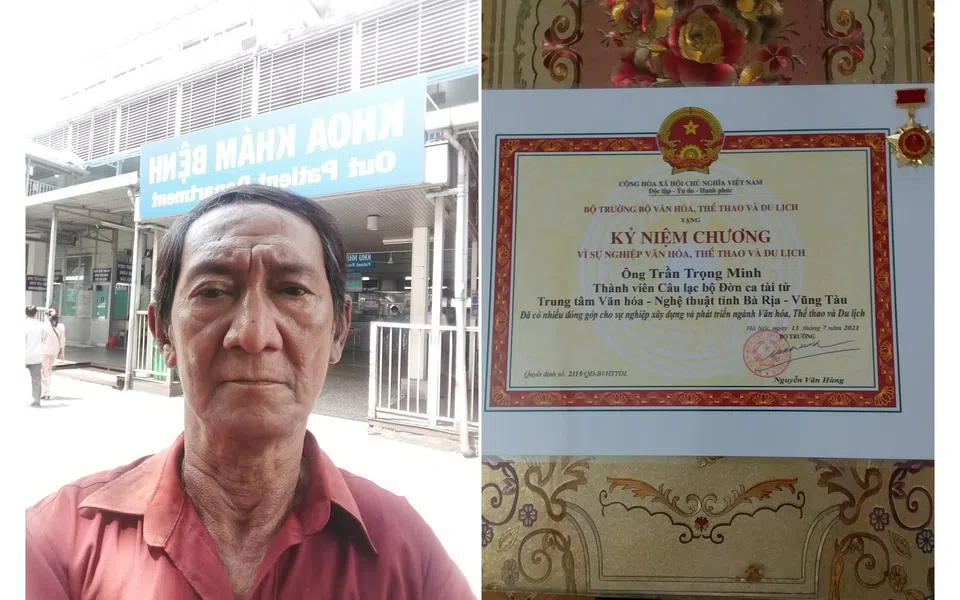 KHOA KHÁM BỆNH
Out Patient Department
KHU NH
Patient
CỘNG HÒA XÃ HỘI CHỦ NGHĨA VIỆT NAM
Độc lập - Tự do - Hạnh phúc
BỘ TRƯỞNG BỘ VĂN HÓA, THỂ THAO VÀ DU LỊCH
TẶNG
KỶ NIỆM CHƯƠNG
VÌ SỰ NGHIỆP VĂN HÓA, THỂ THAO VÀ DU LỊCH
Ông Trần Trọng Minh
Thành viên Câu lạc bộ Đờn ca tài tử
Trung tâm Văn hóa - Nghệ thuật tỉnh Bà Rịa - Vũng Tàu
Đã có nhiều đóng góp cho sự nghiệp xây dựng và phát triển ngành Văn hóa, Thể thao và Du lịch
Hà Nội, ngày 13 tháng 7 năm 2021
BỘ TRƯỞNG
Quyết định số: 2115/QĐ-BVHTTDL
Nguyễn Văn Hùng